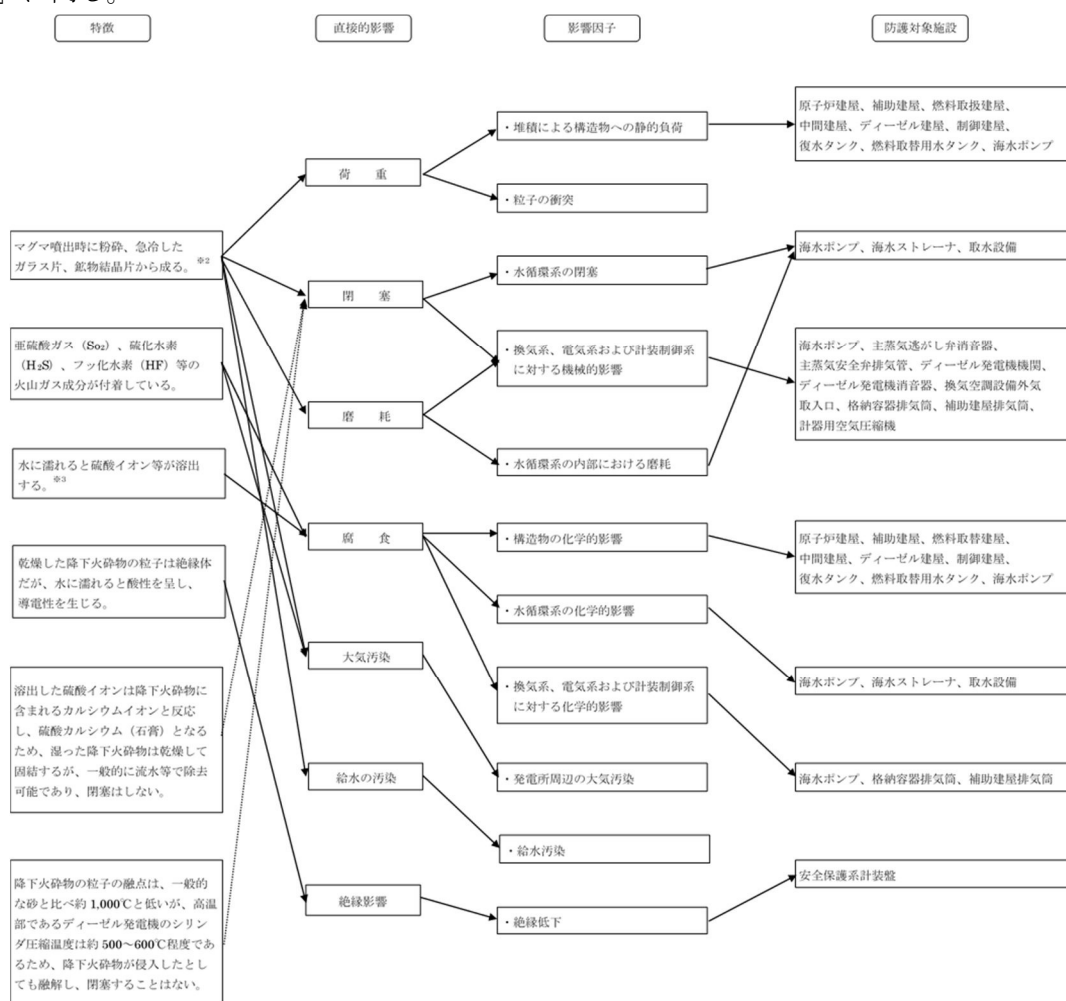 特徴
直接的影響
影響因子
防護対象施設
マグマ噴出時に粉砕、急冷した
ガラス片、鉱物結晶片から成る。※2
亜硫酸ガス（So₂）、硫化水素
（H₂S）、フッ化水素（HF）等の
火山ガス成分が付着している。
水に濡れると硫酸イオン等が溶出
する。※3
乾燥した降下火砕物の粒子は絶縁体
だが、水に濡れると酸性を呈し、
導電性を生じる。
溶出した硫酸イオンは降下火砕物に
含まれるカルシウムイオンと反応
し、硫酸カルシウム（石膏）となる
ため、湿った降下火砕物は乾燥して
固結するが、一般的に流水等で除去
可能であり、閉塞はしない。
降下火砕物の粒子の融点は、一般的
な砂と比べ約1,000℃と低いが、高温
部であるディーゼル発電機のシリン
ダ圧縮温度は約500～600℃程度であ
るため、降下火砕物が侵入したとし
ても融解し、閉塞することはない。
荷　重
閉　塞
磨　耗
腐　食
大気汚染
給水の汚染
絶縁影響
・堆積による構造物への静的負荷
・粒子の衝突
・水循環系の閉塞
・換気系、電気系および計装制御系
に対する機械的影響
・水循環系の内部における磨耗
・構造物の化学的影響
・水循環系の化学的影響
・換気系、電気系および計装制御系
に対する化学的影響
・発電所周辺の大気汚染
・給水汚染
・絶縁低下
原子炉建屋、補助建屋、燃料取扱建屋、
中間建屋、ディーゼル建屋、制御建屋、
復水タンク、燃料取替用水タンク、海水ポンプ
海水ポンプ、海水ストレーナ、取水設備
海水ポンプ、主蒸気逃がし弁消音器、
主蒸気安全弁排気管、ディーゼル発電機機関、
ディーゼル発電機消音器、換気空調設備外気
取入口、格納容器排気筒、補助建屋排気筒、
計器用空気圧縮機
原子炉建屋、補助建屋、燃料取替建屋、
中間建屋、ディーゼル建屋、制御建屋、
復水タンク、燃料取替用水タンク、海水ポンプ
海水ポンプ、海水ストレーナ、取水設備
海水ポンプ、格納容器排気筒、補助建屋排気筒
安全保護系計装盤